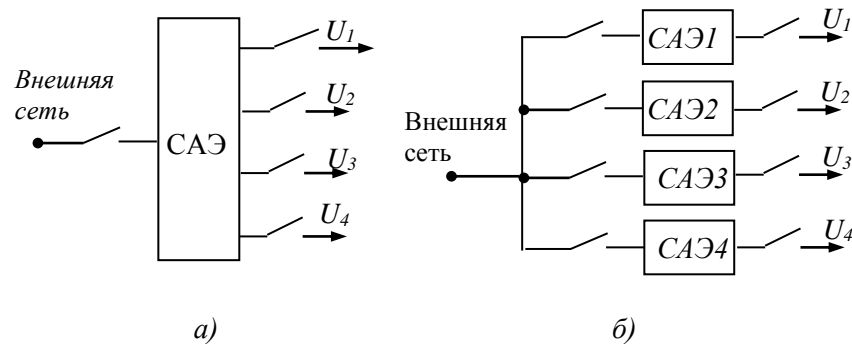 Внешняя
сеть
САЭ
U1
U2
U3
U4
а)
Внешняя
сеть
САЭ1
U1
САЭ2
U2
САЭ3
U3
САЭ4
U4
б)